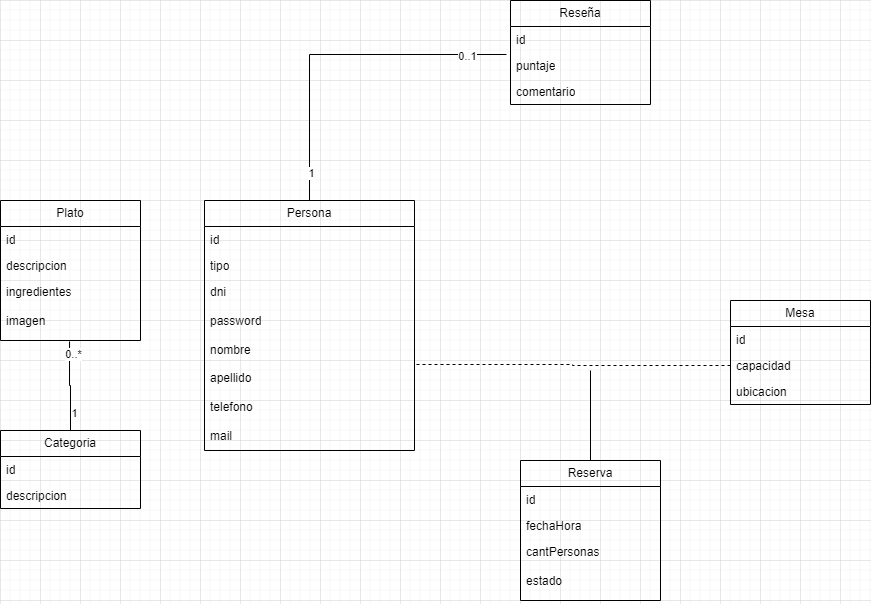 Reseña
id
puntaje
comentario
0..1
1
Plato
id
descripcion
ingredientes
imagen
0..*
1
Categoria
id
descripcion
Persona
id
tipo
dni
password
nombre
apellido
telefono
mail
Mesa
id
capacidad
ubicacion
Reserva
id
fechaHora
cantPersonas
estado